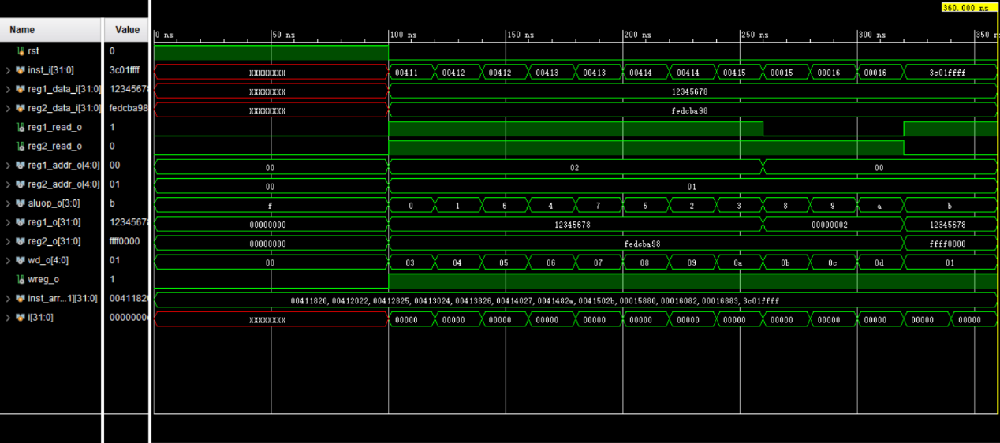 360.000 ns
Name Value
0 ns 50 ns 100 ns 150 ns 200 ns 250 ns 300 ns 350 n
rst 0
inst_i[31:0] 3c01ffff XXXXXXXX 00411 00412 00412 00413 00413 00414 00414 00415 00015 00016 00016 3c01ffff
reg1_data_i[31:0] 12345678 XXXXXXXX 12345678
reg2_data_i[31:0] fedcba98 XXXXXXXX fedcba98
reg1_read_o 1
reg2_read_o 0
reg1_addr_o[4:0] 00 00 02 00
reg2_addr_o[4:0] 01 00 01
aluop_o[3:0] b f 0 1 6 4 7 5 2 3 8 9 a b
reg1_o[31:0] 12345678 00000000 12345678 00000002 12345678
reg2_o[31:0] ffff0000 00000000 fedcba98 ffff0000
wd_o[4:0] 01 00 03 04 05 06 07 08 09 0a 0b 0c 0d 01
wreg_o 1
inst_arr...1][31:0] 00411820 00411820, 00412022, 00412825, 00413024, 00413826, 00414027, 0041482a, 0041502b, 00015880, 00016082, 00016883, 3c01ffff
i[31:0] 0000000 XXXXXXXX 00000 00000 00000 00000 00000 00000 00000 00000 00000 00000 00000 00000 00000